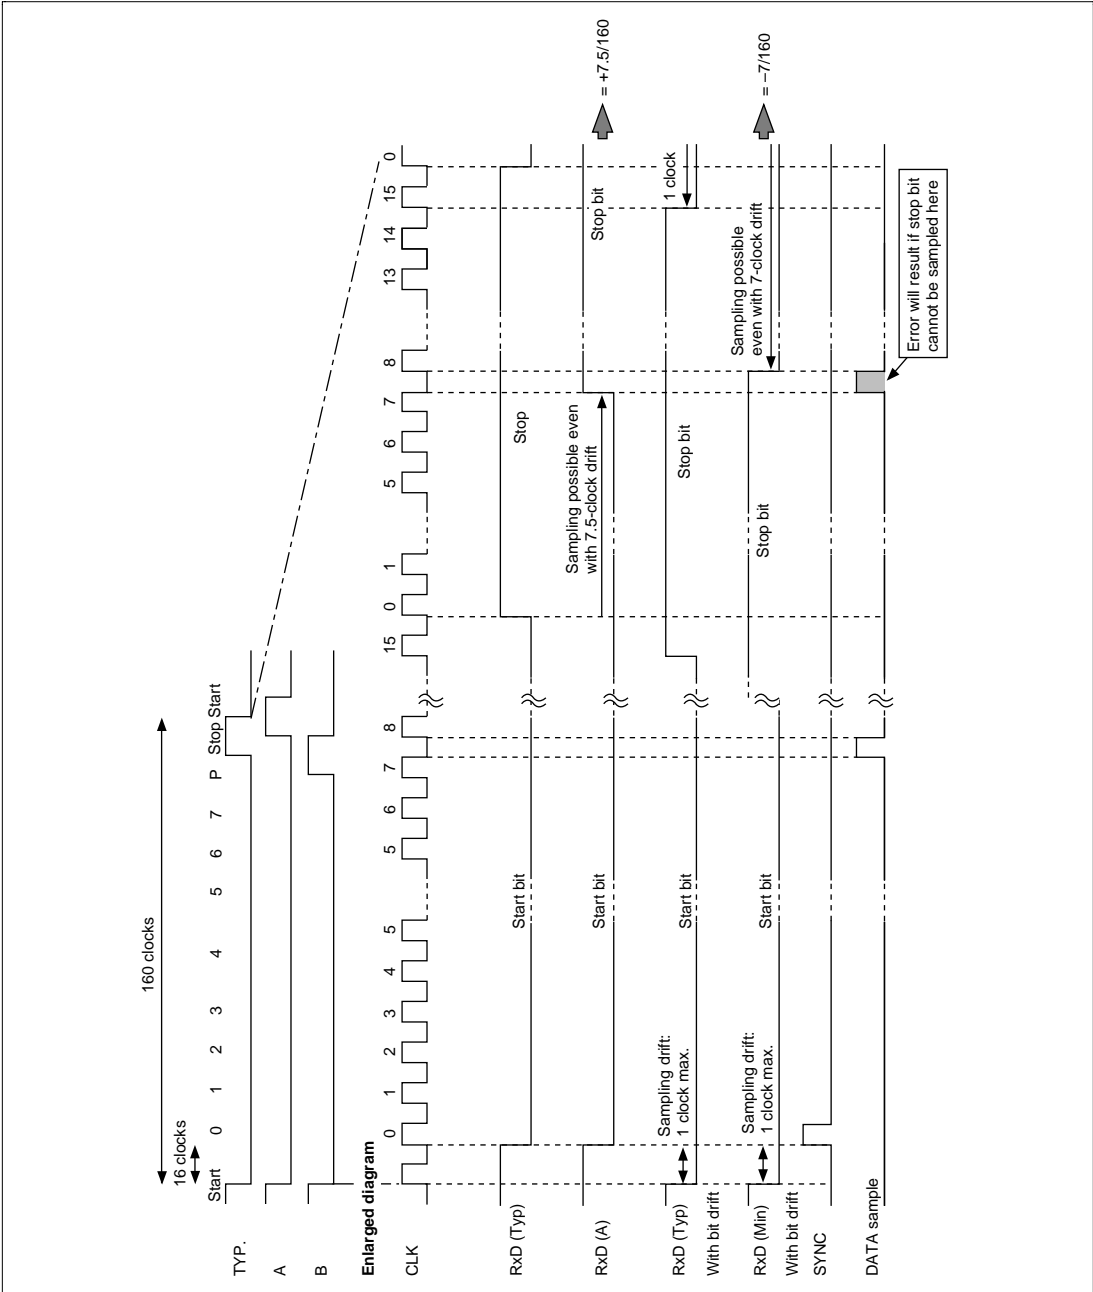 160 clocks
16 clocks
Start 0 1 2 3 4 5 6 7 P Stop Start
TYP.
A
B
Enlarged diagram
CLK
0 1 2 3 4 5 5 6 7 8 15 0 1 5 6 7 8 13 14 15 0
RxD (Typ)
Start bit
Stop
RxD (A)
Start bit
Sampling possible even
with 7.5-clock drift
Stop bit
= +7.5/160
Sampling drift:
1 clock max.
RxD (Typ)
With bit drift
Start bit
Stop bit
1 clock
Sampling drift:
1 clock max.
RxD (Min)
With bit drift
Start bit
Stop bit
Sampling possible
even with 7-clock drift
= –7/160
SYNC
DATA sample
Error will result if stop bit
cannot be sampled here